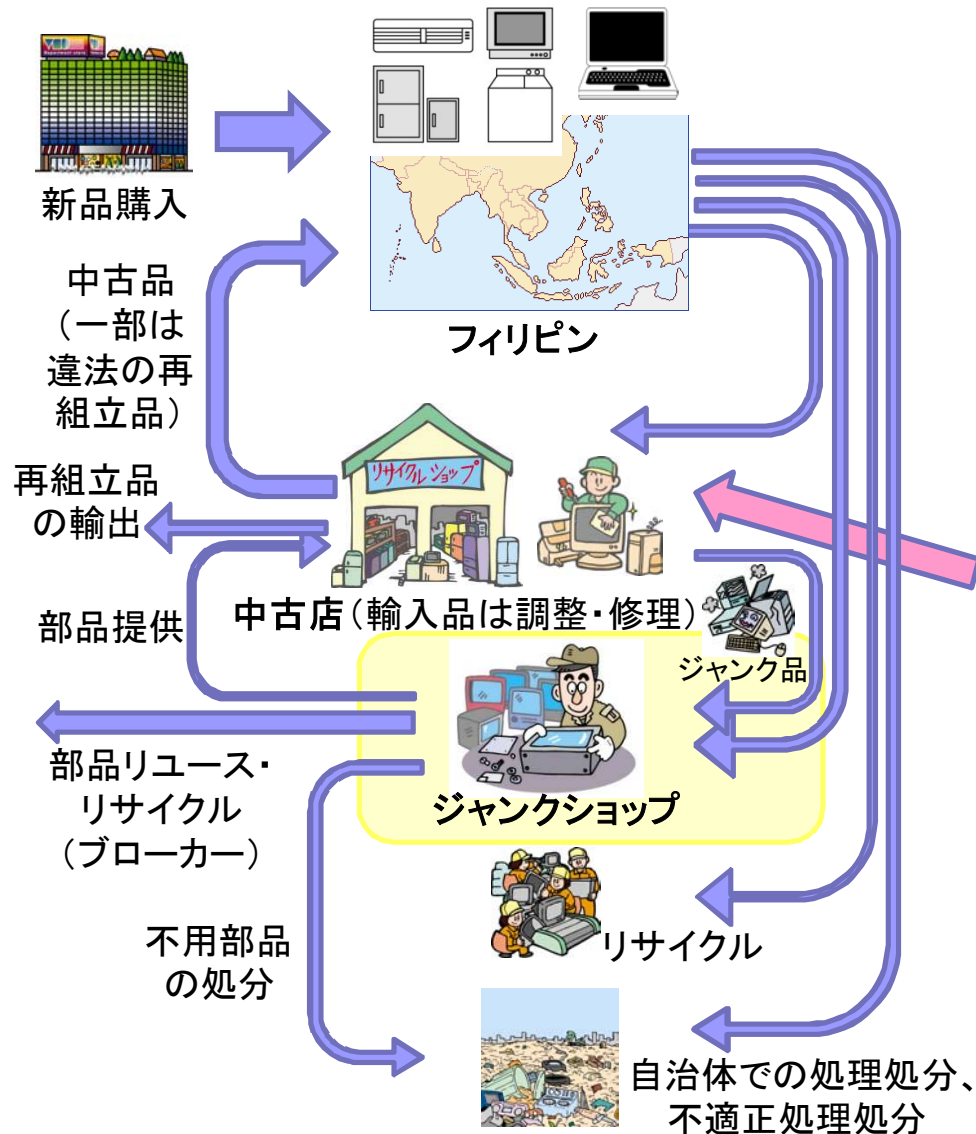 新品購入
中古品
（一部は
違法の再
組立品）
フィリピン
リサイクルショップ
再組立品
の輸出
部品提供
中古店（輸入品は調整・修理）
ジャンク品
ジャンクショップ
部品リユース・
リサイクル
（ブローカー）
リサイクル
不用部品
の処分
自治体での処理処分、
不適正処理処分